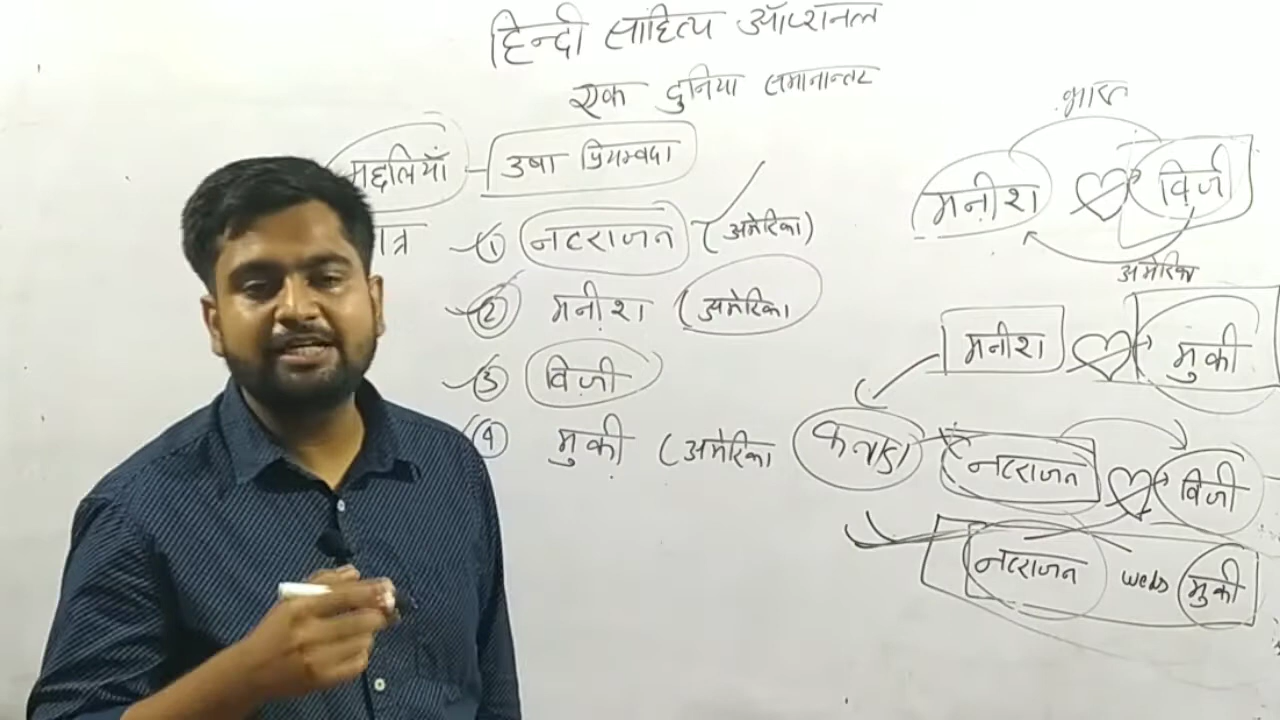 हिन्दी साहित्य ऑप्शनल
एक दुनिया समानान्तर
मछलियाँ - उषा प्रियम्वदा
ात्र
① नटराजन (अमेरिका)
② मनीश (अमेरिका
③ विजी
④ मुकी (अमेरिका
भारत
मनीश विजी
अमेरिका
मनीश मुकी
नटराजन विजी
नटराजन weds मुकी